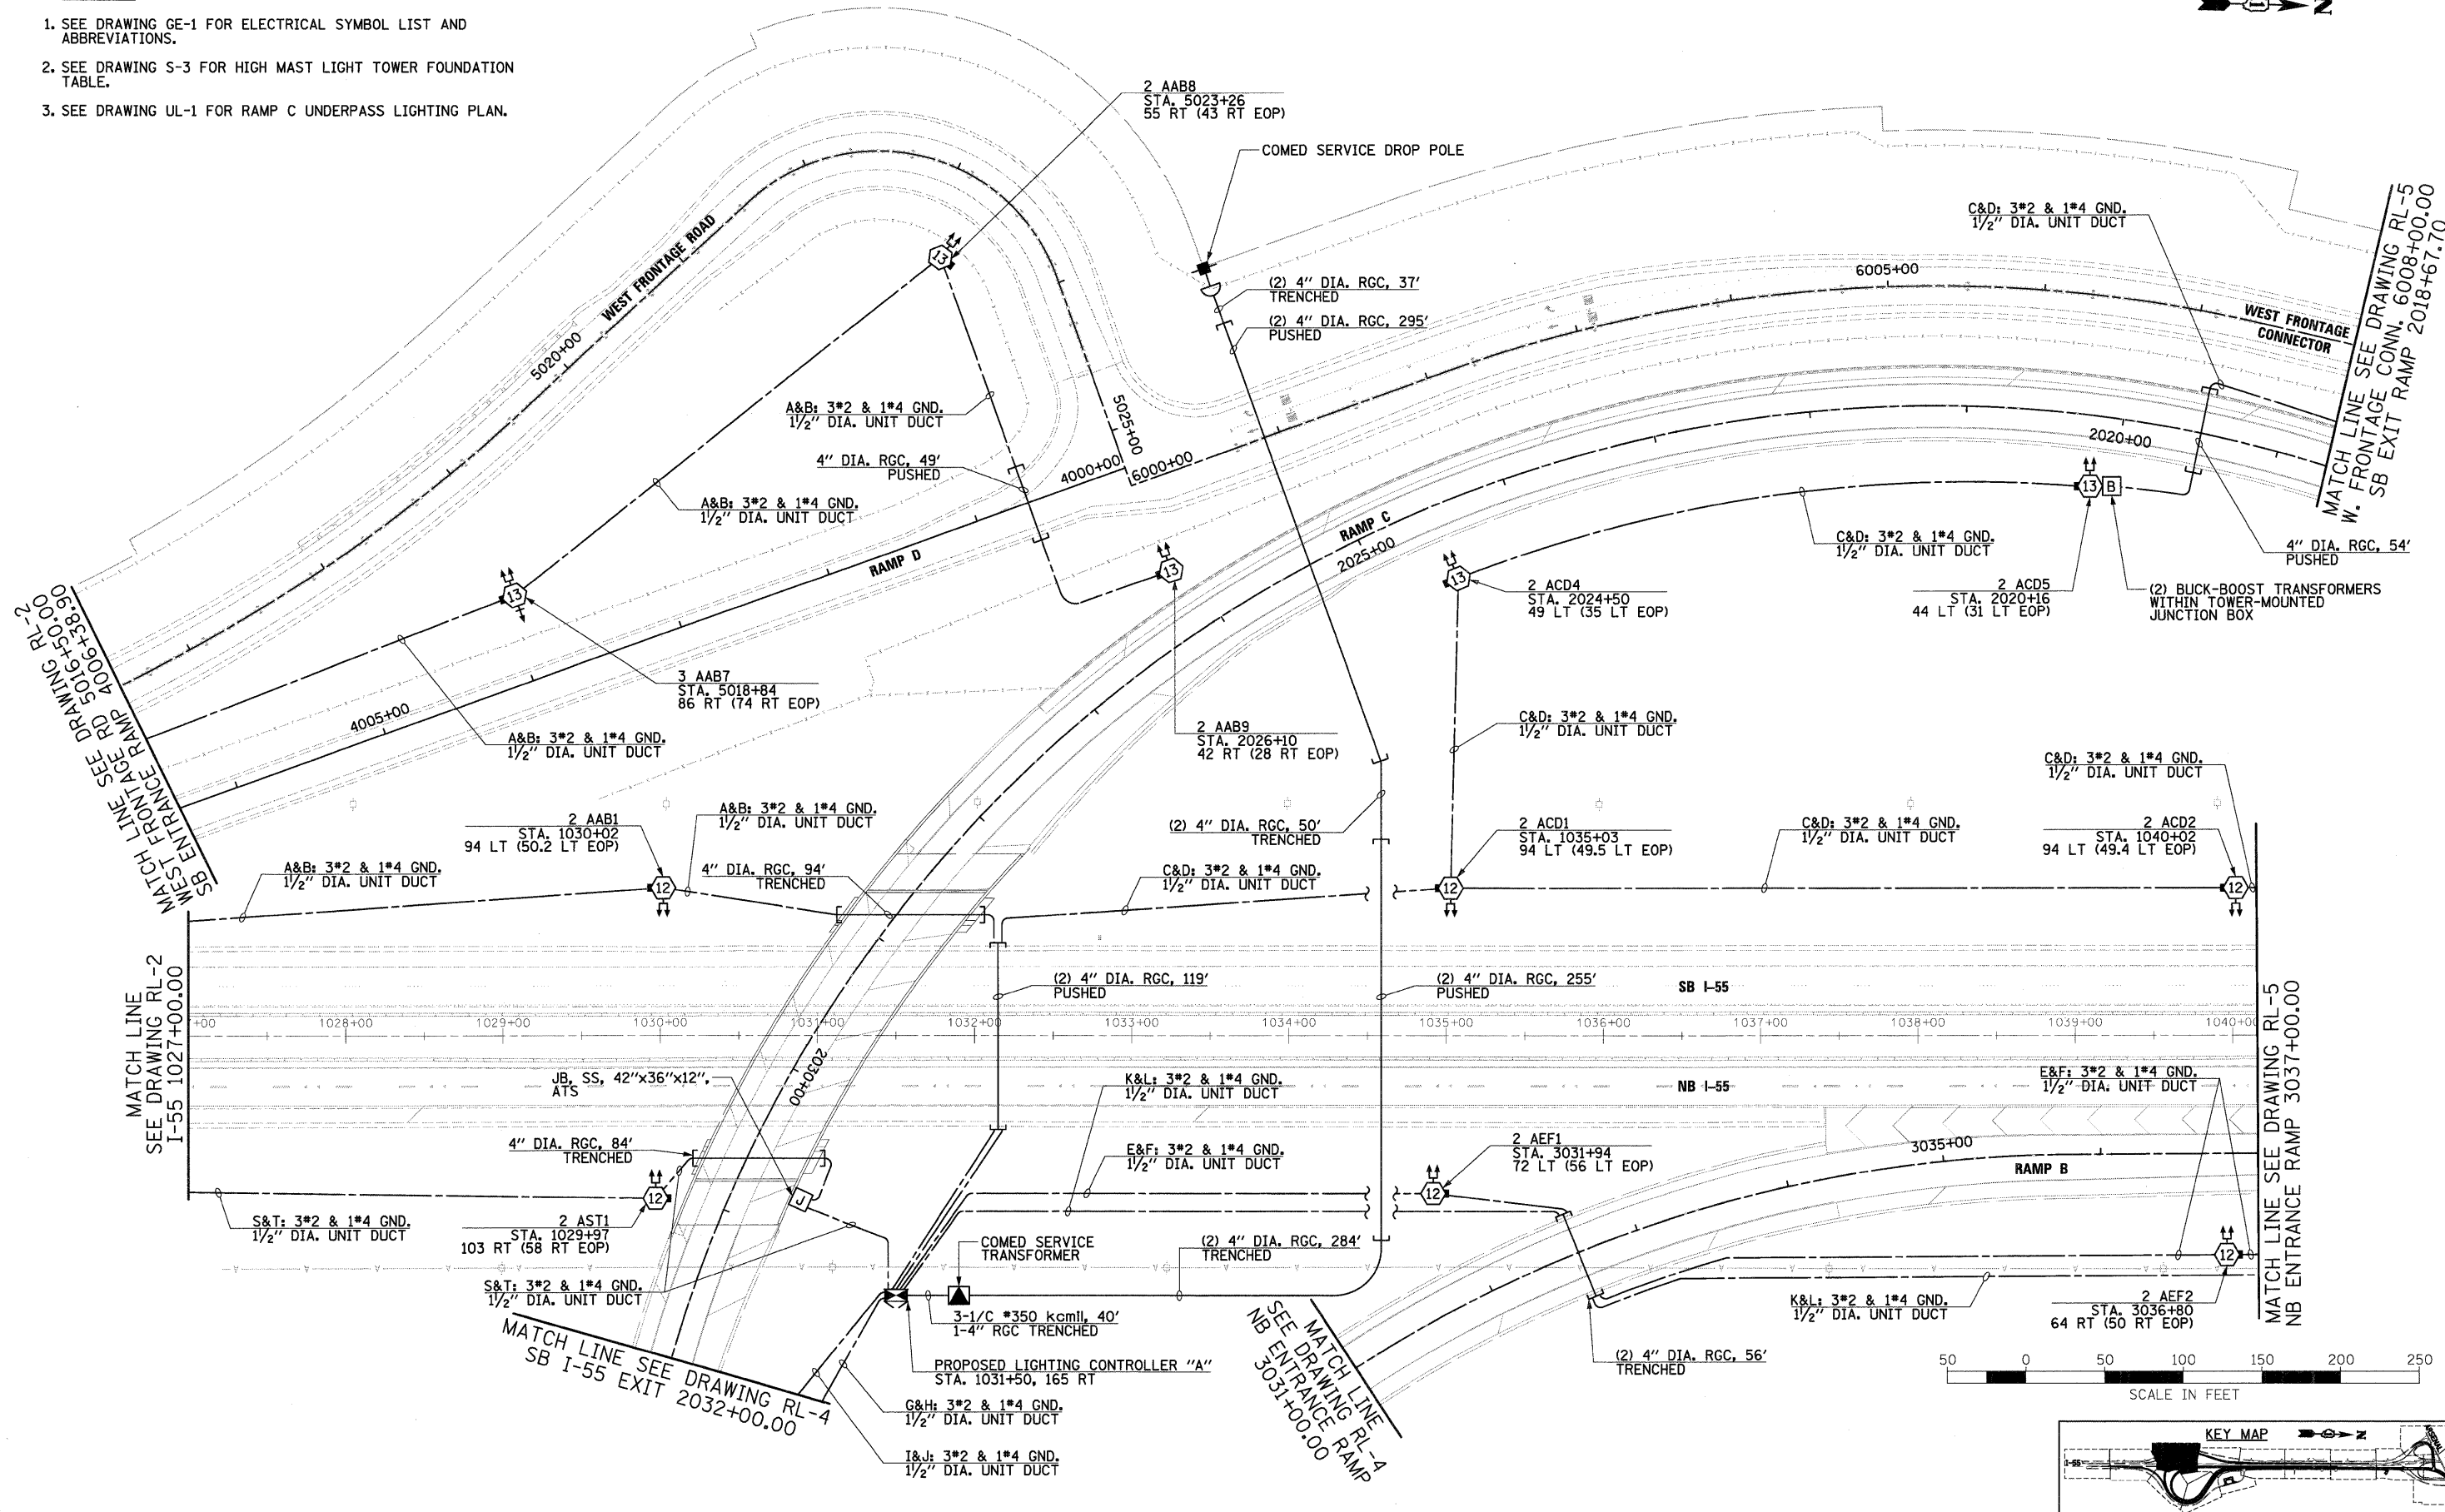 1. SEE DRAWING GE-1 FOR ELECTRICAL SYMBOL LIST AND
ABBREVIATIONS.
2. SEE DRAWING S-3 FOR HIGH MAST LIGHT TOWER FOUNDATION
TABLE.
3. SEE DRAWING UL-1 FOR RAMP C UNDERPASS LIGHTING PLAN.
N
2 AAB8
STA. 5023+26
55 RT (43 RT EOP)
COMED SERVICE DROP POLE
C&D: 3#2 & 1#4 GND.
1½" DIA. UNIT DUCT
MATCH LINE SEE DRAWING RL-5
W. FRONTAGE CONN. 6008+00.00
SB EXIT RAMP 2018+67.70
WEST FRONTAGE ROAD
5020+00
13
(2) 4" DIA. RGC, 37'
TRENCHED
(2) 4" DIA. RGC, 295'
PUSHED
6005+00
WEST FRONTAGE
CONNECTOR
A&B: 3#2 & 1#4 GND.
1½" DIA. UNIT DUCT
5025+00
4" DIA. RGC, 49'
PUSHED
4000+00
6000+00
2020+00
A&B: 3#2 & 1#4 GND.
1½" DIA. UNIT DUCT
13
B
RAMP C
2025+00
C&D: 3#2 & 1#4 GND.
1½" DIA. UNIT DUCT
4" DIA. RGC, 54'
PUSHED
RAMP D
13
13
13
2 ACD4
STA. 2024+50
49 LT (35 LT EOP)
2 ACD5
STA. 2020+16
44 LT (31 LT EOP)
(2) BUCK-BOOST TRANSFORMERS
WITHIN TOWER-MOUNTED
JUNCTION BOX
MATCH LINE SEE DRAWING RL-2
WEST FRONTAGE RD 5016+50.00
SB ENTRANCE RAMP 4006+38.90
3 AAB7
STA. 5018+84
86 RT (74 RT EOP)
4005+00
A&B: 3#2 & 1#4 GND.
1½" DIA. UNIT DUCT
2 AAB9
STA. 2026+10
42 RT (28 RT EOP)
C&D: 3#2 & 1#4 GND.
1½" DIA. UNIT DUCT
C&D: 3#2 & 1#4 GND.
1½" DIA. UNIT DUCT
2 AAB1
STA. 1030+02
94 LT (50.2 LT EOP)
A&B: 3#2 & 1#4 GND.
1½" DIA. UNIT DUCT
(2) 4" DIA. RGC, 50'
TRENCHED
2 ACD1
STA. 1035+03
94 LT (49.5 LT EOP)
C&D: 3#2 & 1#4 GND.
1½" DIA. UNIT DUCT
2 ACD2
STA. 1040+02
94 LT (49.4 LT EOP)
A&B: 3#2 & 1#4 GND.
1½" DIA. UNIT DUCT
4" DIA. RGC, 94'
TRENCHED
C&D: 3#2 & 1#4 GND.
1½" DIA. UNIT DUCT
12
12
12
MATCH LINE
SEE DRAWING RL-2
I-55 1027+00.00
(2) 4" DIA. RGC, 119'
PUSHED
(2) 4" DIA. RGC, 255'
PUSHED
SB I-55
+00
1028+00
1029+00
1030+00
1031+00
1032+00
1033+00
1034+00
1035+00
1036+00
1037+00
1038+00
1039+00
1040+00
2030+00
JB, SS, 42"x36"x12",
ATS
K&L: 3#2 & 1#4 GND.
1½" DIA. UNIT DUCT
NB I-55
E&F: 3#2 & 1#4 GND.
1½" DIA. UNIT DUCT
4" DIA. RGC, 84'
TRENCHED
E&F: 3#2 & 1#4 GND.
1½" DIA. UNIT DUCT
2 AEF1
STA. 3031+94
72 LT (56 LT EOP)
3035+00
RAMP B
12
J
12
S&T: 3#2 & 1#4 GND.
1½" DIA. UNIT DUCT
2 AST1
STA. 1029+97
103 RT (58 RT EOP)
COMED SERVICE
TRANSFORMER
(2) 4" DIA. RGC, 284'
TRENCHED
12
S&T: 3#2 & 1#4 GND.
1½" DIA. UNIT DUCT
3-1/C #350 kcmil, 40'
1-4" RGC TRENCHED
K&L: 3#2 & 1#4 GND.
1½" DIA. UNIT DUCT
2 AEF2
STA. 3036+80
64 RT (50 RT EOP)
MATCH LINE SEE DRAWING RL-5
NB ENTRANCE RAMP 3037+00.00
MATCH LINE SEE DRAWING RL-4
SB I-55 EXIT 2032+00.00
PROPOSED LIGHTING CONTROLLER "A"
STA. 1031+50, 165 RT
MATCH LINE
SEE DRAWING RL-4
NB ENTRANCE RAMP
3031+00.00
(2) 4" DIA. RGC, 56'
TRENCHED
G&H: 3#2 & 1#4 GND.
1½" DIA. UNIT DUCT
I&J: 3#2 & 1#4 GND.
1½" DIA. UNIT DUCT
50 0 50 100 150 200 250
SCALE IN FEET
KEY MAP
N
I-55